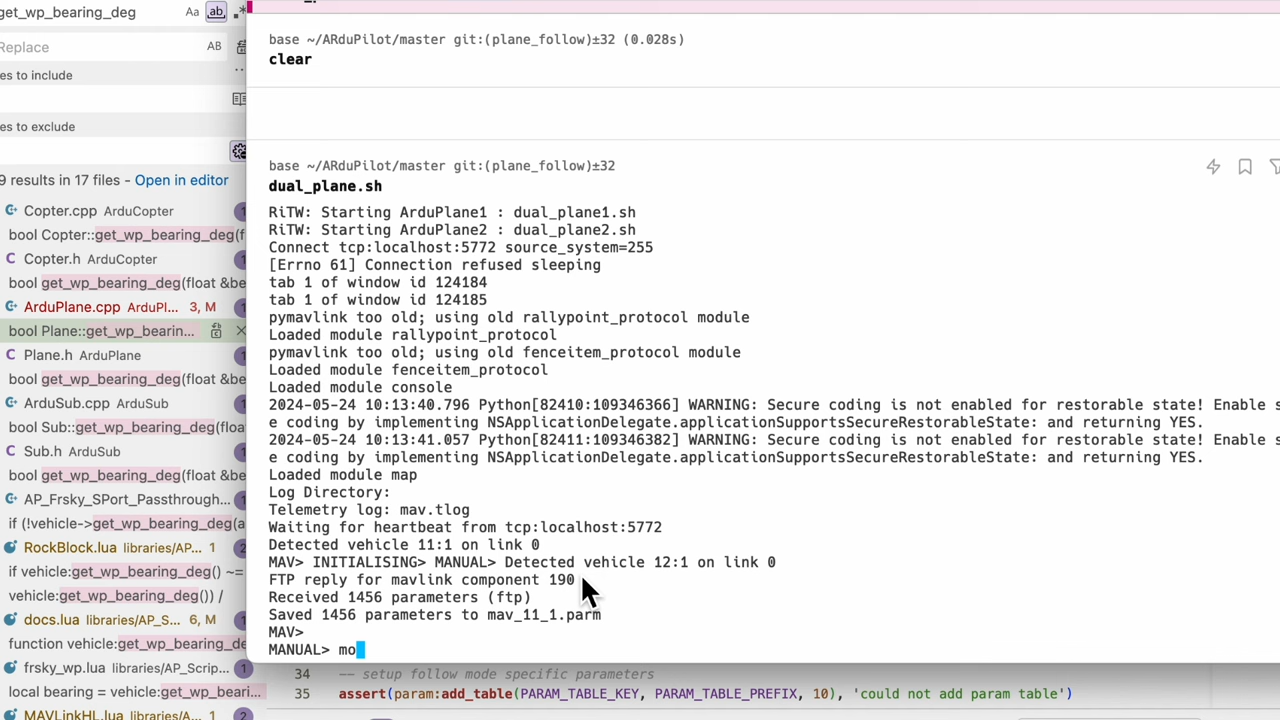 get_wp_bearing_deg
Aa
ab
Replace
AB
es to include
es to exclude
9 results in 17 files - Open in editor
Copter.cpp ArduCopter
1
bool Copter::get_wp_bearing_deg(f
Copter.h ArduCopter
1
bool get_wp_bearing_deg(float &be
ArduPlane.cpp ArduPl... 3, M
1
bool Plane::get_wp_bearin...
Plane.h ArduPlane
1
bool get_wp_bearing_deg(float &be
ArduSub.cpp ArduSub
1
bool Sub::get_wp_bearing_deg(floa
Sub.h ArduSub
1
bool get_wp_bearing_deg(float &be
AP_Frsky_SPort_Passthrough...
1
if (!vehicle->get_wp_bearing_deg(a
RockBlock.lua libraries/AP... 1
2
if vehicle:get_wp_bearing_deg() ~=
vehicle:get_wp_bearing_deg()) /
docs.lua libraries/AP_S... 6, M
1
function vehicle:get_wp_bearing_de
frsky_wp.lua libraries/AP_Scrip...
1
local bearing = vehicle:get_wp_beari...
MAVLinkHL.lua libraries/AP... 1
2
base ~/ArduPilot/master git:(plane_follow)±32 (0.028s)
clear
base ~/ArduPilot/master git:(plane_follow)±32
dual_plane.sh
RiTW: Starting ArduPlane1 : dual_plane1.sh
RiTW: Starting ArduPlane2 : dual_plane2.sh
Connect tcp:localhost:5772 source_system=255
[Errno 61] Connection refused sleeping
tab 1 of window id 124184
tab 1 of window id 124185
pymavlink too old; using old rallypoint_protocol module
Loaded module rallypoint_protocol
pymavlink too old; using old fenceitem_protocol module
Loaded module fenceitem_protocol
Loaded module console
2024-05-24 10:13:40.796 Python[82410:109346366] WARNING: Secure coding is not enabled for restorable state! Enable s
e coding by implementing NSApplicationDelegate.applicationSupportsSecureRestorableState: and returning YES.
2024-05-24 10:13:41.057 Python[82411:109346382] WARNING: Secure coding is not enabled for restorable state! Enable s
e coding by implementing NSApplicationDelegate.applicationSupportsSecureRestorableState: and returning YES.
Loaded module map
Log Directory:
Telemetry log: mav.tlog
Waiting for heartbeat from tcp:localhost:5772
Detected vehicle 11:1 on link 0
MAV> INITIALISING> MANUAL> Detected vehicle 12:1 on link 0
FTP reply for mavlink component 190
Received 1456 parameters (ftp)
Saved 1456 parameters to mav_11_1.parm
MAV>
MANUAL> mo
34 -- setup follow mode specific parameters
35 assert(param:add_table(PARAM_TABLE_KEY, PARAM_TABLE_PREFIX, 10), 'could not add param table')